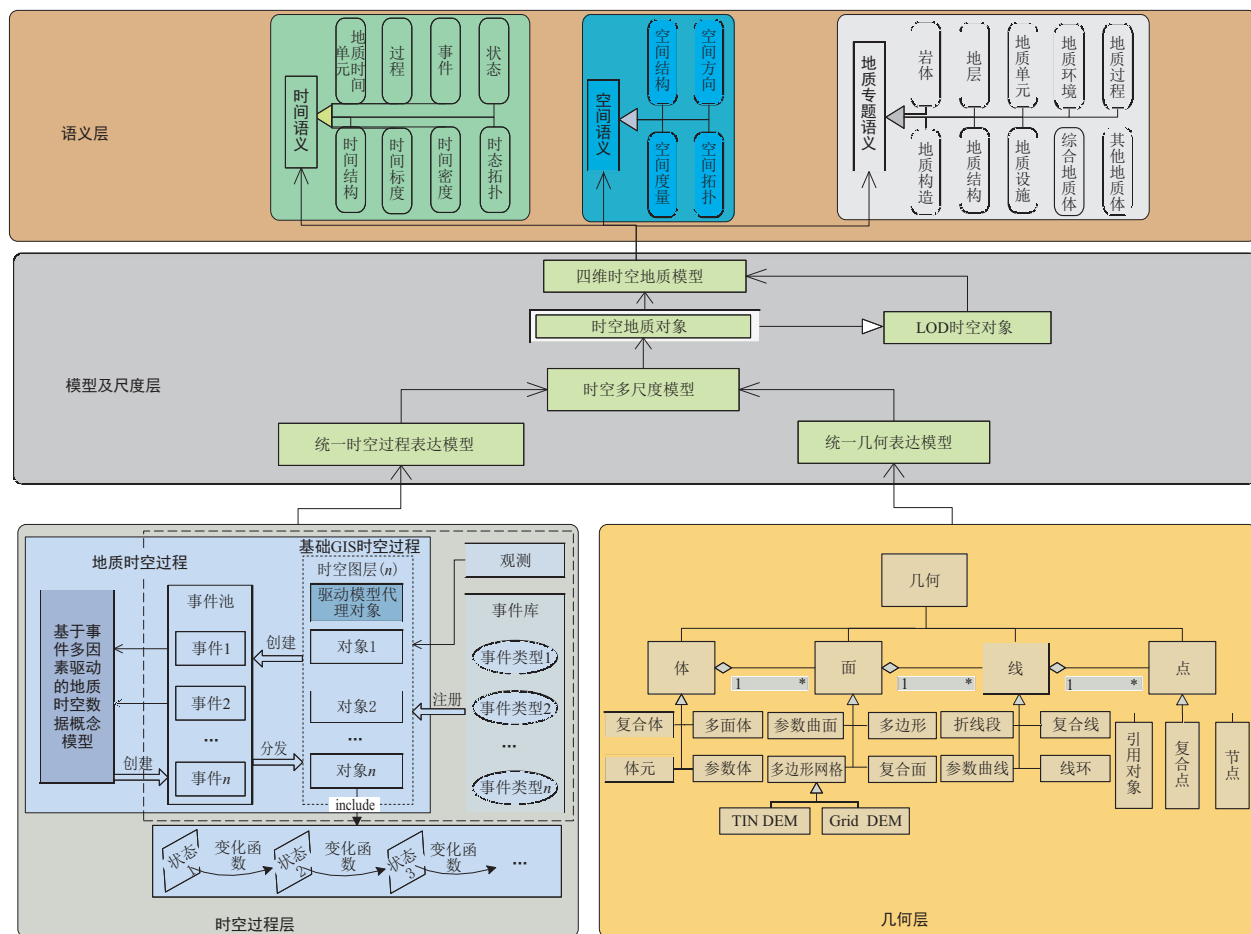 语义层
时间语义
地质时间单元
过程
事件
状态
时间结构
时间标度
时间密度
时态拓扑
空间语义
空间结构
空间方向
空间度量
空间拓扑
地质专题语义
岩体
地层
地质单元
地质环境
地质过程
地质构造
地质结构
地质设施
综合地质体
其他地质体
模型及尺度层
四维时空地质模型
时空地质对象
LOD时空对象
时空多尺度模型
统一时空过程表达模型
统一几何表达模型
地质时空过程
基础GIS时空过程
时空图层(n)
驱动模型代
理对象
观测
事件库
事件池
基于事
件多因
素驱动
的地质
时空数
据概念
模型
事件1
事件2
...
事件n
创建
创建
分发
注册
对象1
对象2
...
对象n
事件类型1
事件类型2
...
事件类型n
include
状态1
变化函
数
状态2
变化函
数
状态3
变化函
数
...
时空过程层
几何
体
面
线
点
1 *
1 *
1 *
复合体
多面体
参数曲面
多边形
折线段
复合线
体元
参数体
多边形网格
复合面
参数曲线
线环
引用对象
复合点
节点
TIN DEM
Grid DEM
几何层